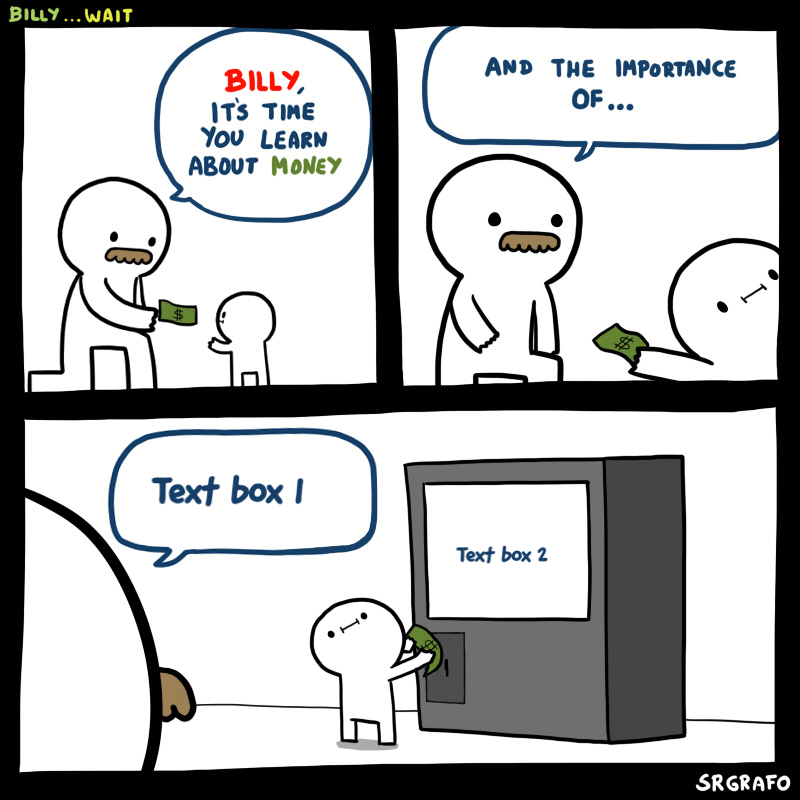 BILLY...WAIT
BILLY,
IT'S TIME
YOU LEARN
ABOUT MONEY
$
AND THE IMPORTANCE
OF...
$
Text box 1
Text box 2
$
SRGRAFO